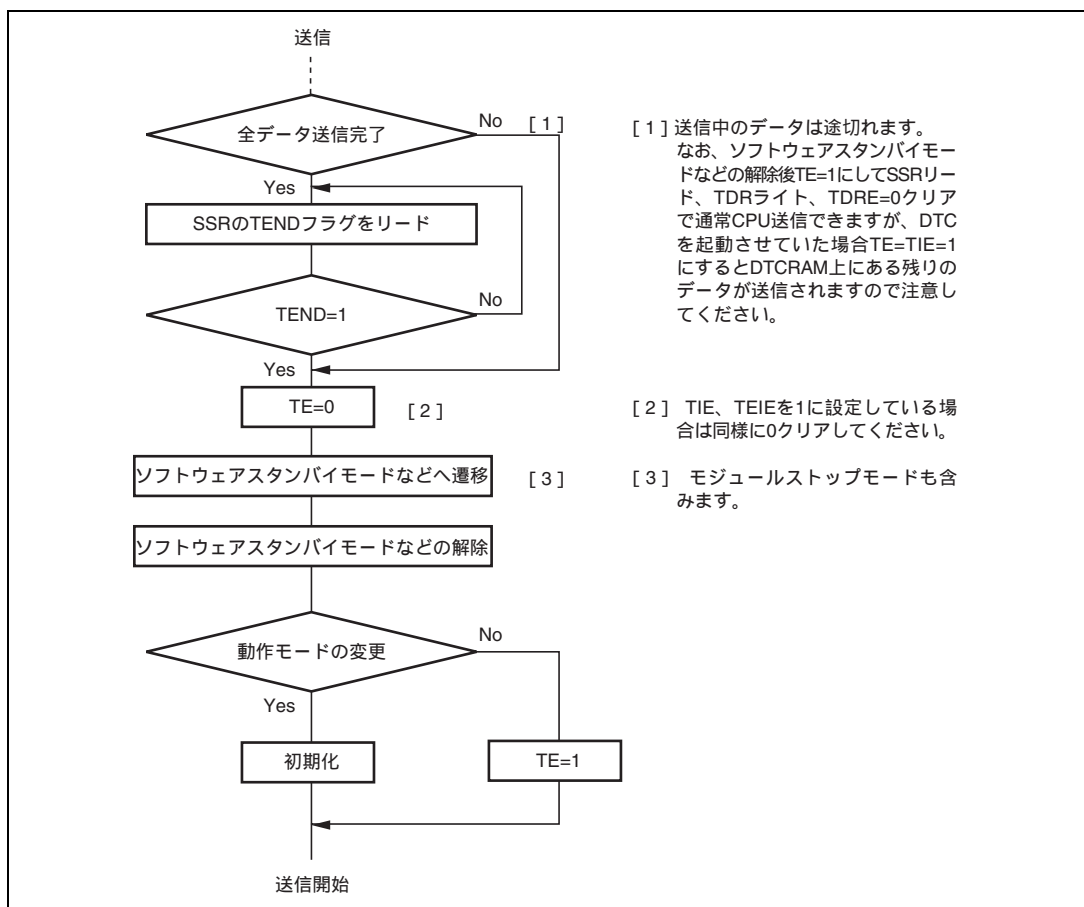 送信
全データ送信完了
No
[ 1 ]
Yes
SSRのTENDフラグをリード
TEND=1
No
Yes
TE=0
[ 2 ]
ソフトウェアスタンバイモードなどへ遷移
[ 3 ]
ソフトウェアスタンバイモードなどの解除
動作モードの変更
No
Yes
初期化
TE=1
送信開始
[ 1 ] 送信中のデータは途切れます。
なお、ソフトウェアスタンバイモー
ドなどの解除後TE=1にしてSSRリー
ド、TDRライト、TDRE=0クリア
で通常CPU送信できますが、DTC
を起動させていた場合TE=TIE=1
にするとDTCRAM上にある残りの
データが送信されますので注意し
てください。
[ 2 ] TIE、TEIEを1に設定している場
合は同様に0クリアしてください。
[ 3 ] モジュールストップモードも含
みます。